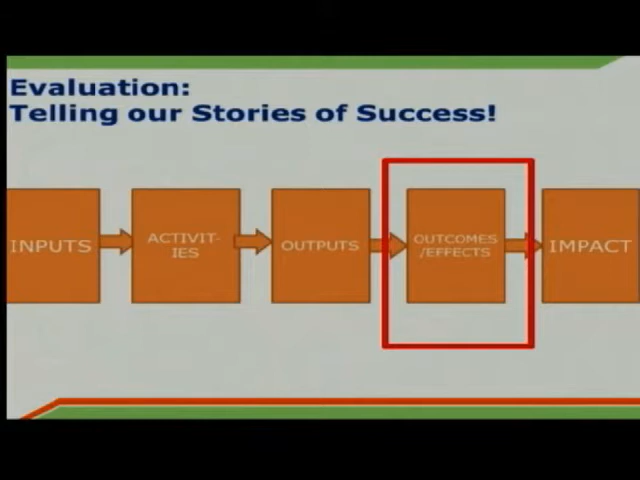 Evaluation:
Telling our Stories of Success!
INPUTS
ACTIVIT-
IES
OUTPUTS
OUTCOMES
/EFFECTS
IMPACT